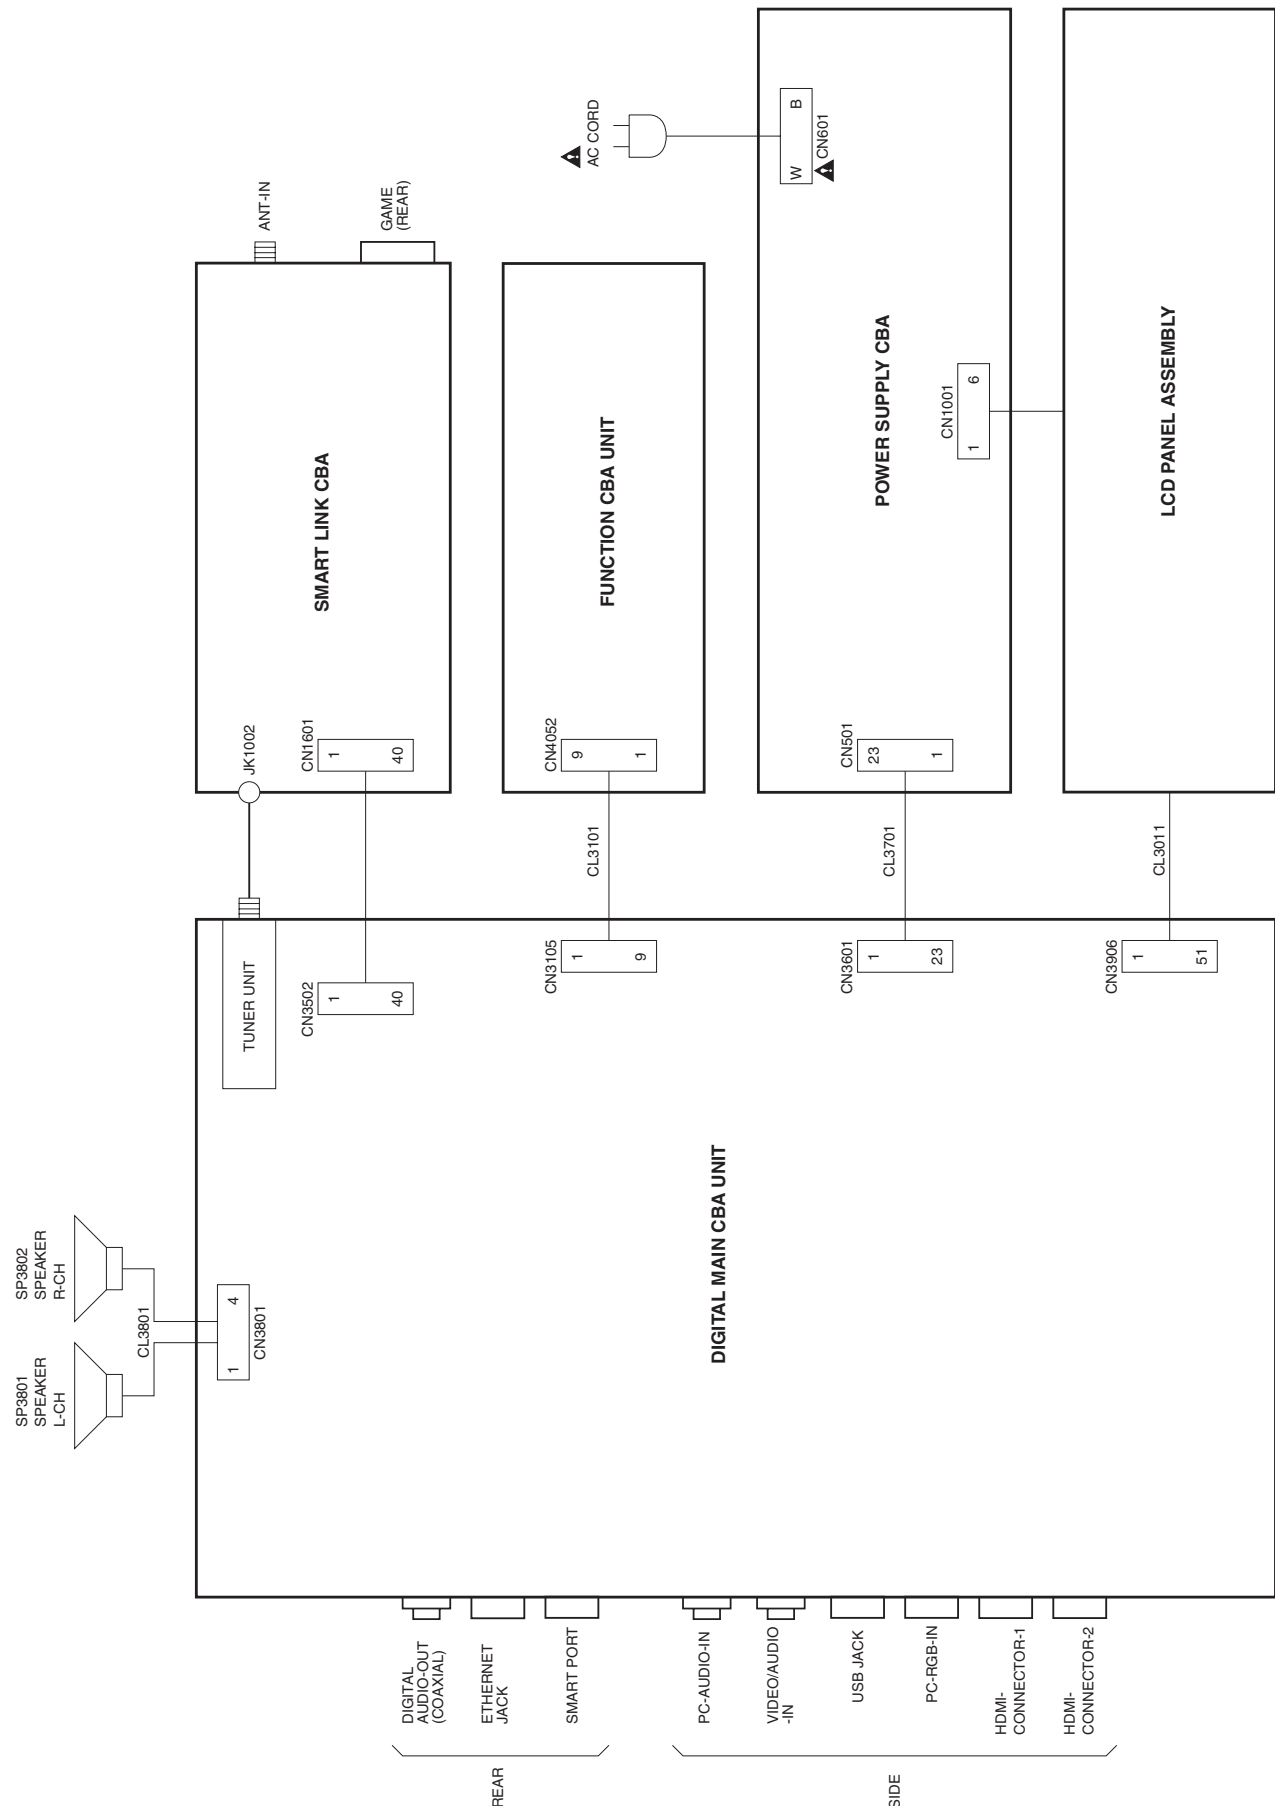 SP3801
SPEAKER
L-CH
SP3802
SPEAKER
R-CH
CL3801
1
4
CN3801
TUNER UNIT
JK1002
ANT-IN
GAME
(REAR)
SMART LINK CBA
CN3502
1
40
CN1601
1
40
DIGITAL
AUDIO-OUT
(COAXIAL)
ETHERNET
JACK
SMART PORT
REAR
CN3105
1
9
CL3101
CN4052
9
1
FUNCTION CBA UNIT
AC CORD
W
B
CN601
DIGITAL MAIN CBA UNIT
PC-AUDIO-IN
VIDEO/AUDIO
-IN
USB JACK
PC-RGB-IN
HDMI-
CONNECTOR-1
HDMI-
CONNECTOR-2
SIDE
CN3601
1
23
CL3701
CN501
23
1
POWER SUPPLY CBA
CN1001
1
6
CN3906
1
51
CL3011
LCD PANEL ASSEMBLY